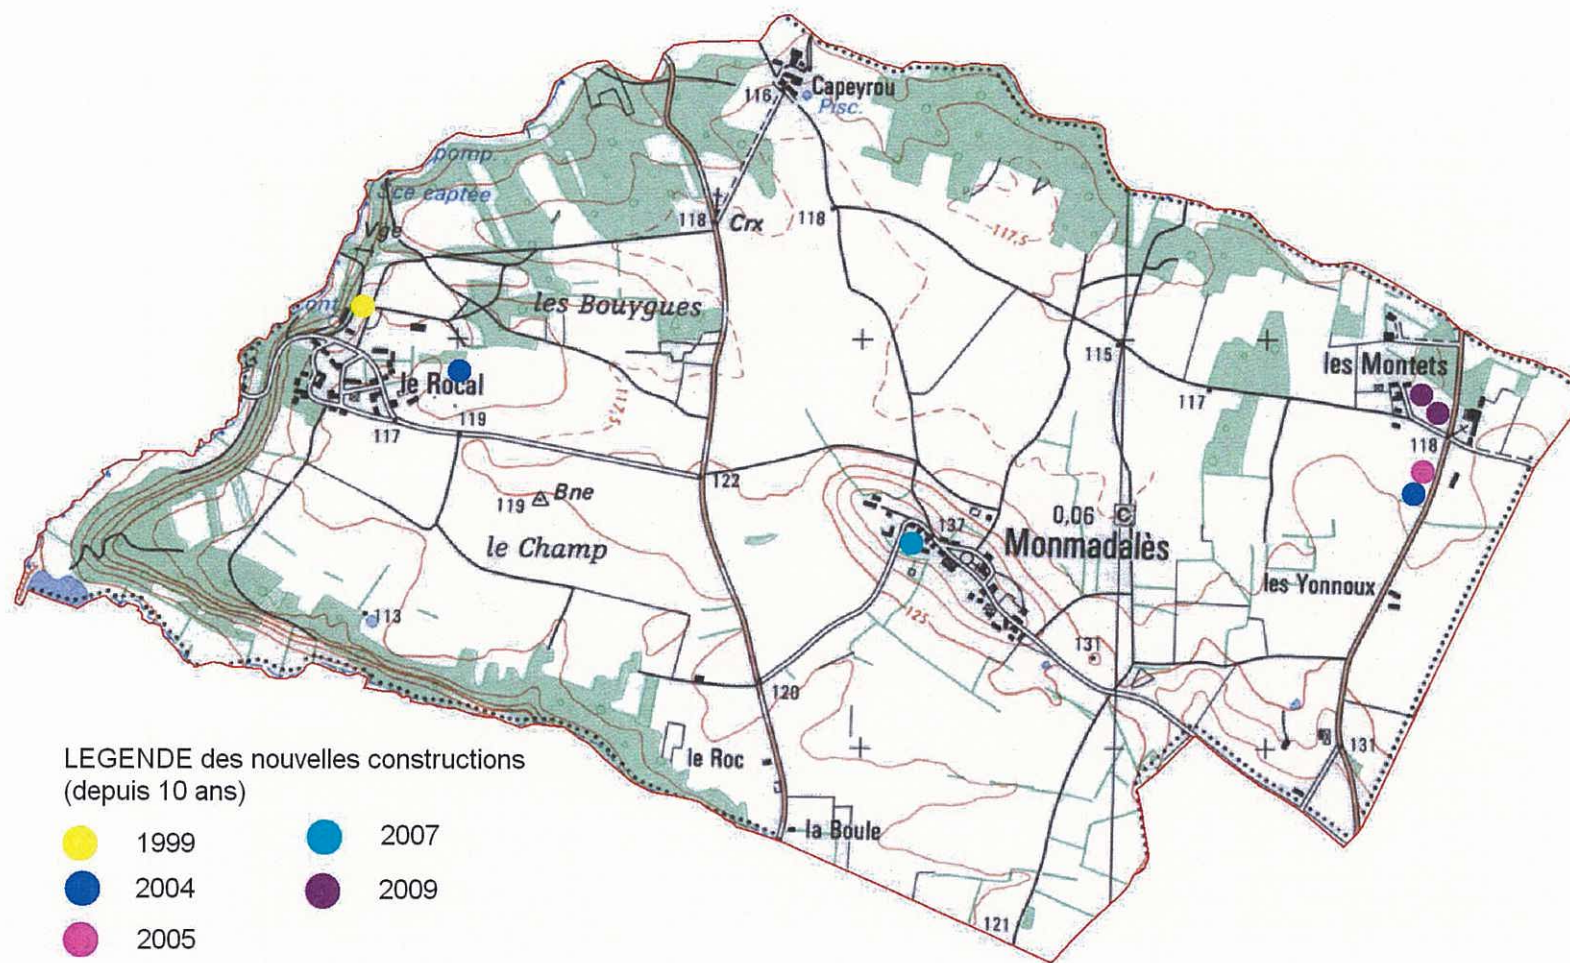 Capeyrou
116
Pisc.
pomp.
Sce captée
Vge
118
Crx
118
117,5
les Bouygues
115
les Montets
le Rocal
117,5
117
119
117
118
122
119
Bne
137
0,06
C
le Champ
Monmadalès
les Yonnoux
125
113
131
120
131
le Roc
la Boule
121
LEGENDE des nouvelles constructions
(depuis 10 ans)
1999
2007
2004
2009
2005